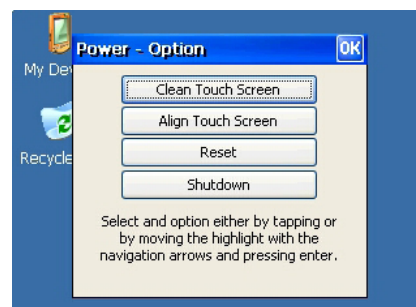 Power - Option
OK
My Dev
Clean Touch Screen
Align Touch Screen
Reset
Recycle
Shutdown
Select and option either by tapping or
by moving the highlight with the
navigation arrows and pressing enter.